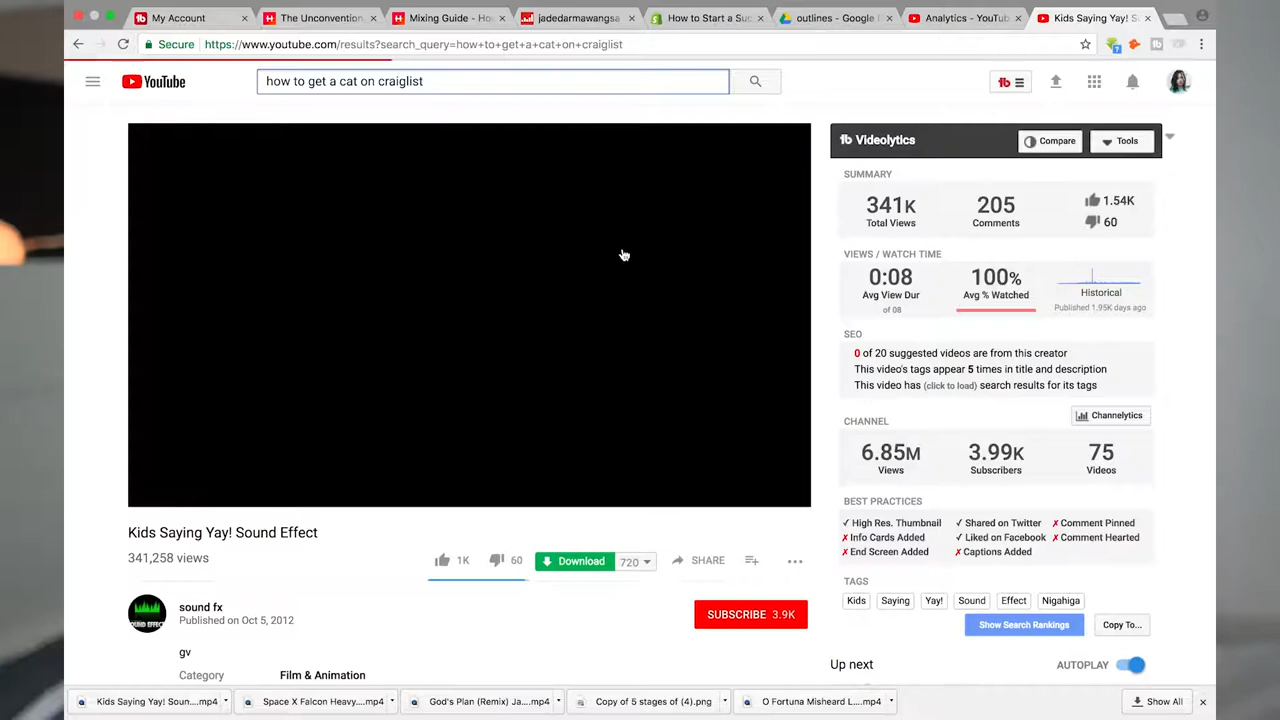 My Account
The Unconvention
Mixing Guide - Ho
jadedarmawangsa
How to Start a Suc
outlines - Google
Analytics - YouTub
Kids Saying Yay! S
Secure
https://www.youtube.com/results?search_query=how+to+get+a+cat+on+craiglist
YouTube
how to get a cat on craiglist
Videolytics
Compare
Tools
SUMMARY
341K
205
1.54K
Total Views
Comments
60
VIEWS / WATCH TIME
0:08
100%
Avg View Dur
Avg % Watched
Historical
of 08
Published 1.95K days ago
SEO
0 of 20 suggested videos are from this creator
This video's tags appear 5 times in title and description
This video has (click to load) search results for its tags
CHANNEL
Channelytics
6.85M
3.99K
75
Views
Subscribers
Videos
BEST PRACTICES
✓ High Res. Thumbnail
✓ Shared on Twitter
✗ Comment Pinned
✗ Info Cards Added
✓ Liked on Facebook
✗ Comment Hearted
✗ End Screen Added
✗ Captions Added
TAGS
Kids
Saying
Yay!
Sound
Effect
Nigahiga
Show Search Rankings
Copy To...
Up next
AUTOPLAY
Kids Saying Yay! Sound Effect
341,258 views
1K
60
Download
720
SHARE
SOUND EFFECT
sound fx
Published on Oct 5, 2012
SUBSCRIBE 3.9K
gv
Category
Film & Animation
Kids Saying Yay! Soun....mp4
Space X Falcon Heavy....mp4
God's Plan (Remix) Ja....mp4
Copy of 5 stages of (4).png
O Fortuna Misheard L....mp4
Show All